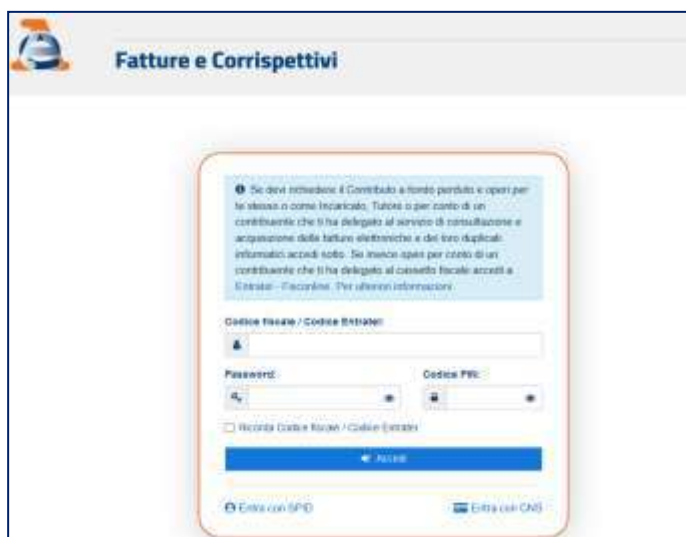 Fatture e Corrispettivi
Se devi richiedere il Contributo a fondo perduto e operi per
te stesso o come Incaricato, Tutore o per conto di un
contribuente che ti ha delegato al servizio di consultazione e
acquisizione delle fatture elettroniche e dei loro duplicati
informatici accedi sotto. Se invece operi per conto di un
contribuente che ti ha delegato al cassetto fiscale accedi a
Entratel - Fisconline. Per ulteriori informazioni
Codice fiscale / Codice Entratel:
Password: Codice PIN:
Ricorda Codice fiscale / Codice Entratel
Accedi
Entra con SPID Entra con CNS